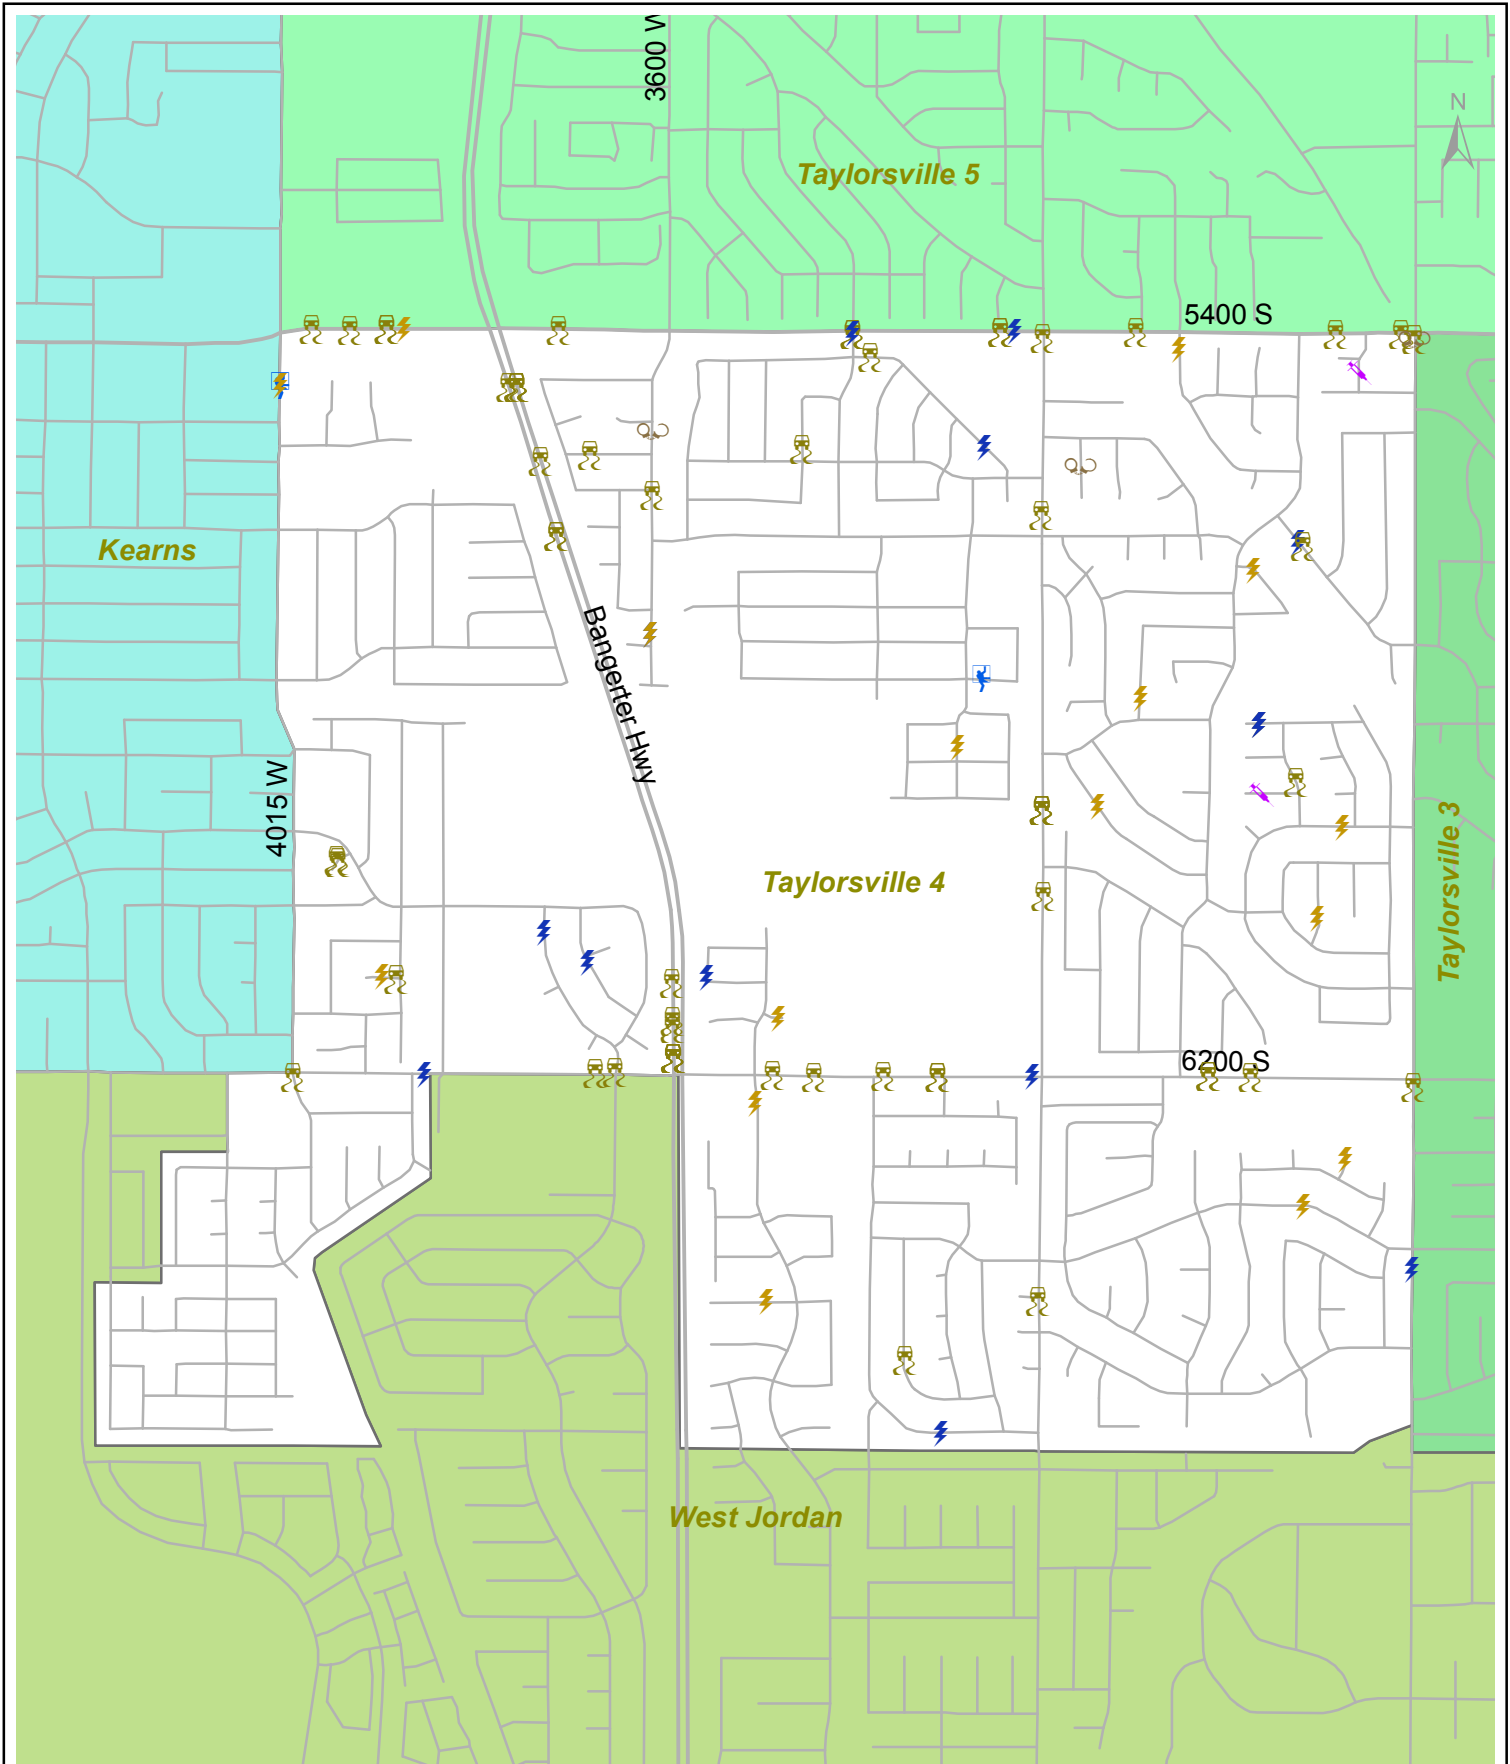 3600 W
N
Taylorsville 5
5400 S
Kearns
Bangerter Hwy
4015 W
Taylorsville 4
Taylorsville 3
6200 S
West Jordan